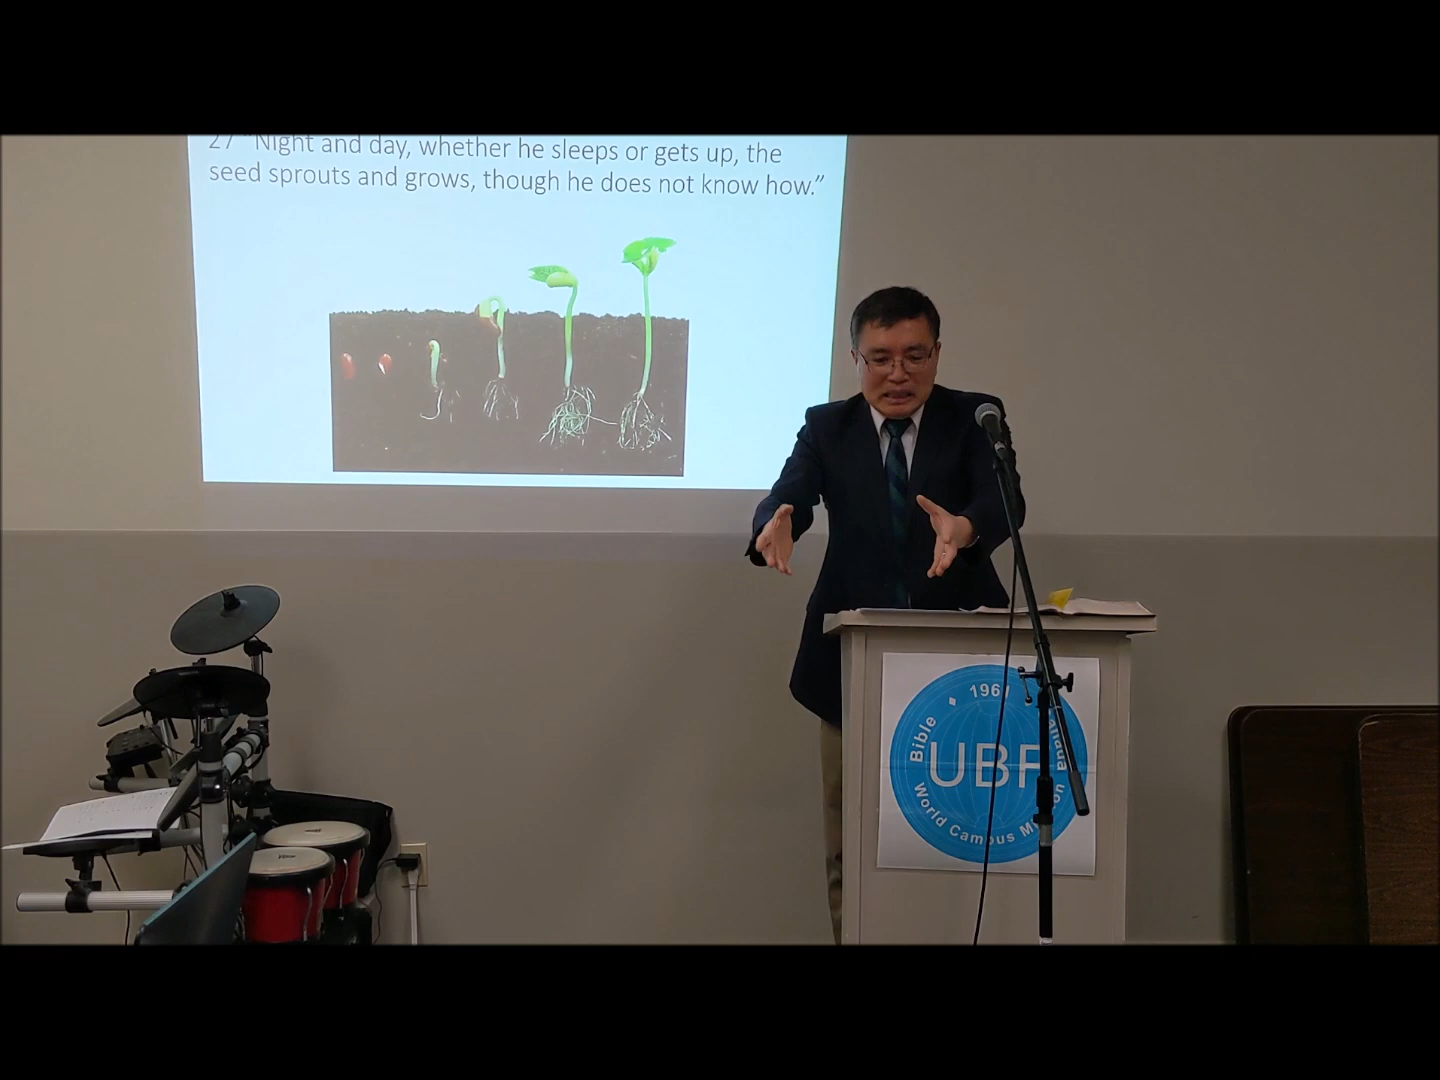 27 "Night and day, whether he sleeps or gets up, the
seed sprouts and grows, though he does not know how."
1961
Bible
UBF
World Campus